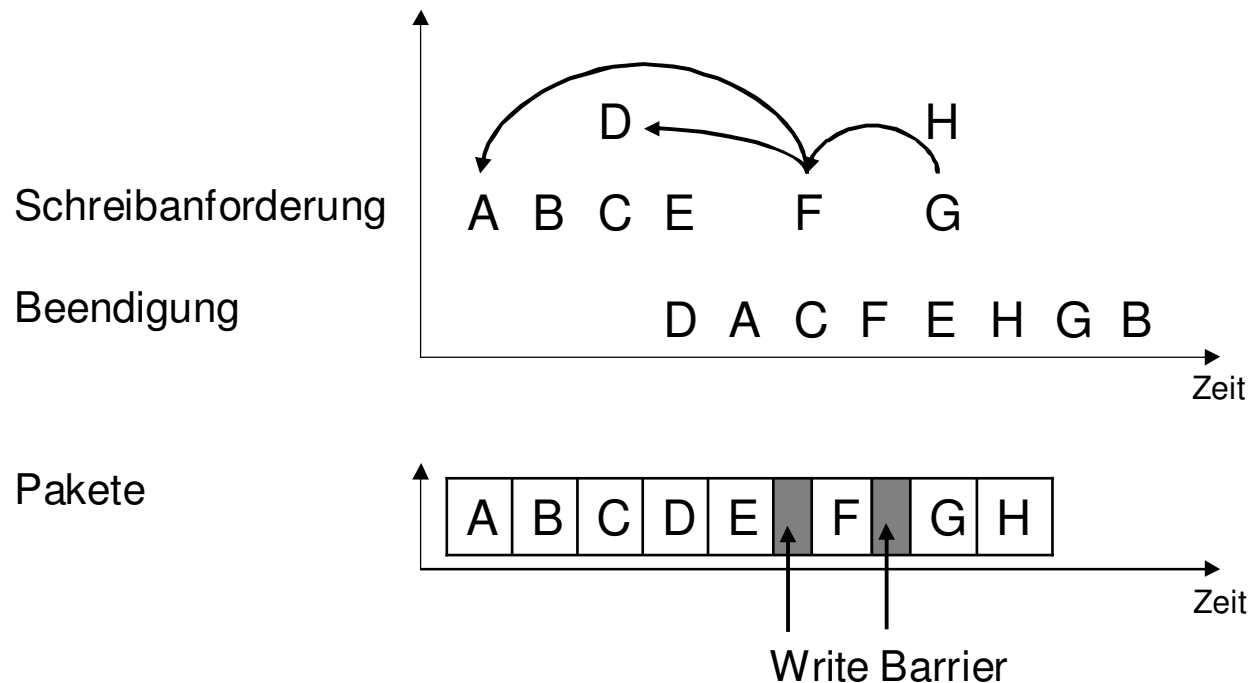 D H
Schreibanforderung A B C E F G
Beendigung D A C F E H G B
Zeit
Pakete A B C D E F G H
Zeit
Write Barrier